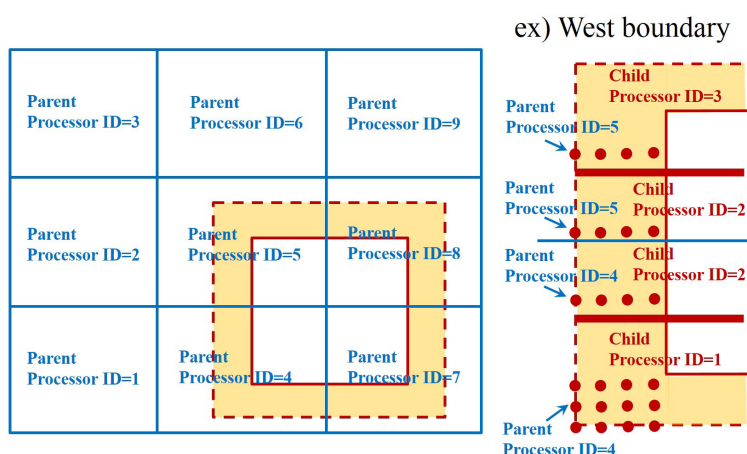 ex) West boundary
Parent
Processor ID=3
Parent
Processor ID=6
Parent
Processor ID=9
Parent
Processor ID=2
Parent
Processor ID=5
Parent
Processor ID=8
Parent
Processor ID=1
Parent
Processor ID=4
Parent
Processor ID=7
Child
Processor ID=3
Parent
Processor ID=5
Child
Processor ID=2
Parent
Processor ID=5
Child
Processor ID=2
Parent
Processor ID=4
Child
Processor ID=1
Parent
Processor ID=4